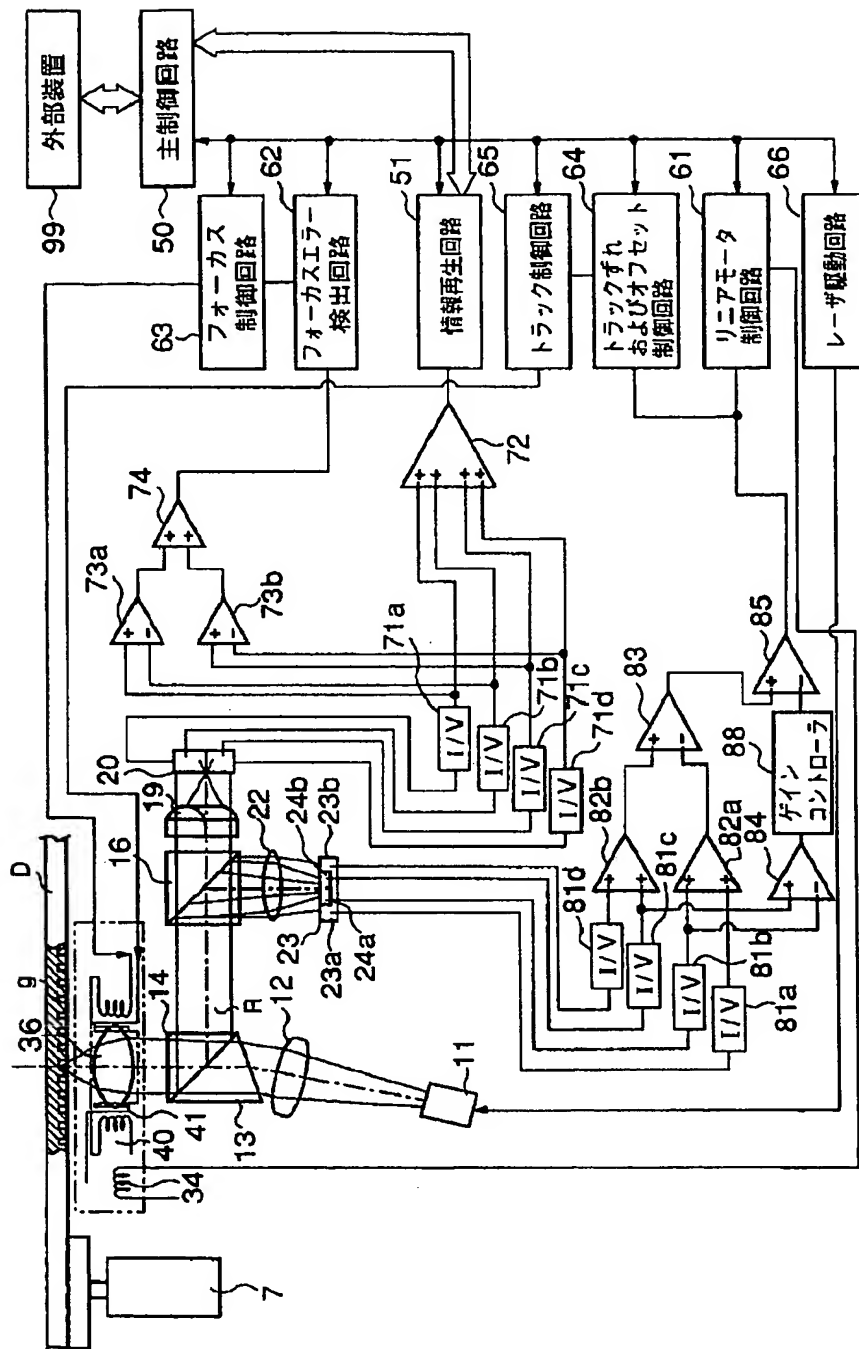 外部装置
99
主制御回路
50
フォーカス
制御回路
63
フォーカスエラー
検出回路
62
情報再生回路
51
トラック制御回路
65
トラックずれ
およびオフセット
制御回路
64
リニアモータ
制御回路
61
レーザ駆動回路
66
72
+
+
+
+
74
+
+
73a
+
-
73b
+
-
I/V
71a
I/V
71b
I/V
71c
I/V
71d
85
+
-
83
+
-
ゲイン
コントローラ
88
84
+
-
82b
+
+
82a
+
+
I/V
81d
I/V
81c
I/V
81b
I/V
81a
20
19
16
22
24b
23b
23
23a
24a
D
g
36
14
R
12
13
11
41
40
34
7